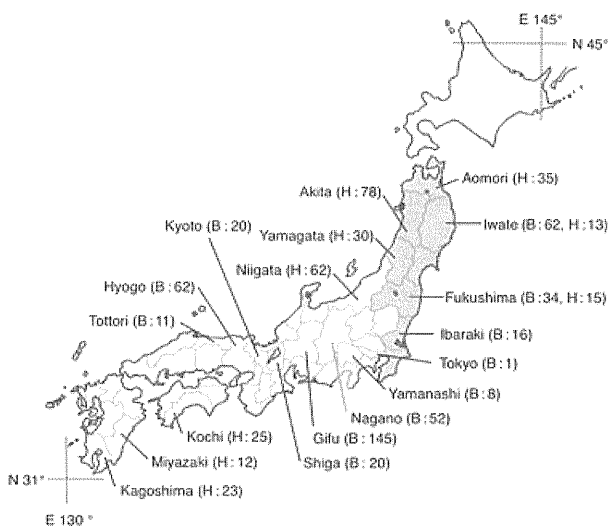 E 145°
N 45°
Aomori (H : 35)
Akita (H : 78)
Iwate (B : 62, H : 13)
Kyoto (B : 20)
Yamagata (H : 30)
Niigata (H : 62)
Hyogo (B : 62)
Fukushima (B : 34, H : 15)
Tottori (B : 11)
Ibaraki (B : 16)
Tokyo (B : 1)
Yamanashi (B : 8)
Nagano (B : 52)
Kochi (H : 25)
Gifu (B : 145)
Miyazaki (H : 12)
Shiga (B : 20)
N 31°
Kagoshima (H : 23)
E 130 °